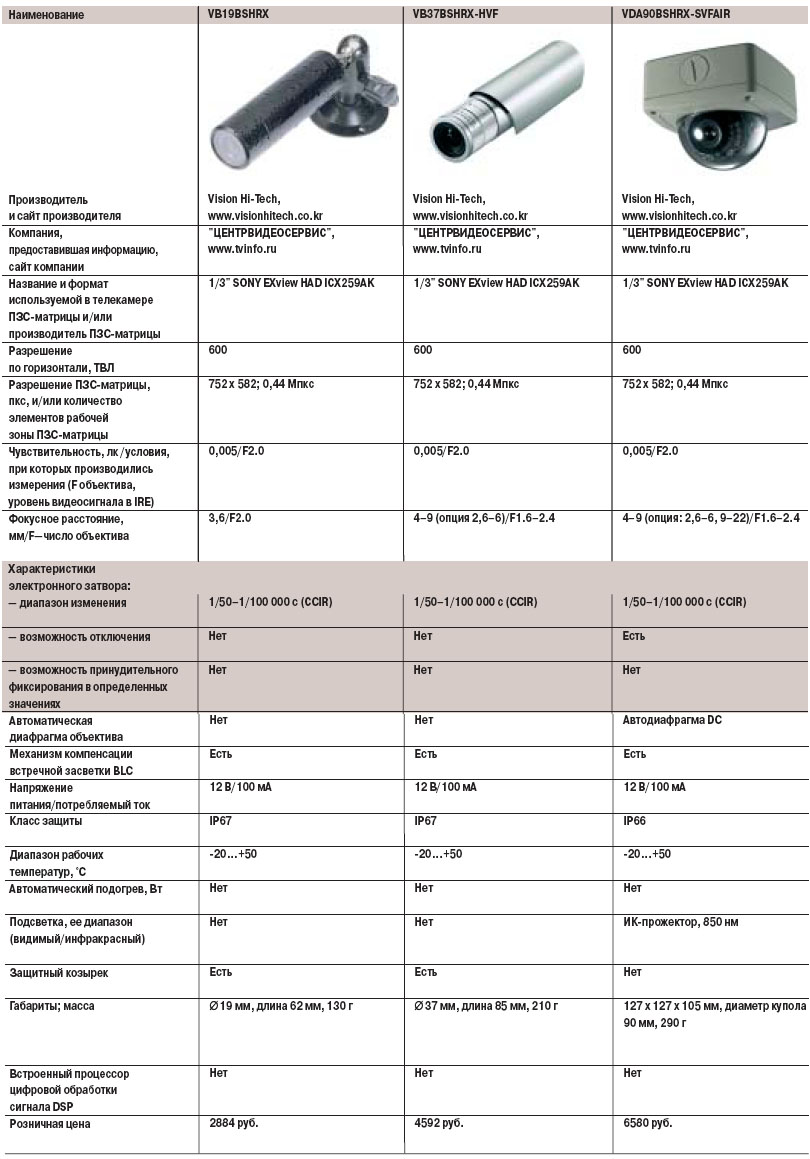 Наименование VB19BSHRX VB37BSHRX-HVF VDA90BSHRX-SVFAIR
Производитель Vision Hi-Tech, Vision Hi-Tech, Vision Hi-Tech,
и сайт производителя www.visionhitech.co.kr www.visionhitech.co.kr www.visionhitech.co.kr
Компания, "ЦЕНТРВИДЕОСЕРВИС", "ЦЕНТРВИДЕОСЕРВИС", "ЦЕНТРВИДЕОСЕРВИС",
предоставившая информацию, www.tvinfo.ru www.tvinfo.ru www.tvinfo.ru
сайт компании
Название и формат 1/3" SONY EXview HAD ICX259AK 1/3" SONY EXview HAD ICX259AK 1/3" SONY EXview HAD ICX259AK
используемой в телекамере
ПЗС-матрицы и/или
производитель ПЗС-матрицы
Разрешение 600 600 600
по горизонтали, ТВЛ
Разрешение ПЗС-матрицы, 752 x 582; 0,44 Мпкс 752 x 582; 0,44 Мпкс 752 x 582; 0,44 Мпкс
пкс, и/или количество
элементов рабочей
зоны ПЗС-матрицы
Чувствительность, лк /условия, 0,005/F2.0 0,005/F2.0 0,005/F2.0
при которых производились
измерения (F объектива,
уровень видеосигнала в IRE)
Фокусное расстояние, 3,6/F2.0 4–9 (опция 2,6–6)/F1.6–2.4 4–9 (опция: 2,6–6, 9–22)/F1.6–2.4
мм/F—число объектива
Характеристики
электронного затвора:
— диапазон изменения 1/50–1/100 000 с (CCIR) 1/50–1/100 000 с (CCIR) 1/50–1/100 000 с (CCIR)
— возможность отключения Нет Нет Есть
— возможность принудительного Нет Нет Нет
фиксирования в определенных
значениях
Автоматическая Нет Нет Автодиафрагма DC
диафрагма объектива
Механизм компенсации Есть Есть Есть
встречной засветки BLC
Напряжение 12 В/100 мА 12 В/100 мА 12 В/100 мА
питания/потребляемый ток
Класс защиты IP67 IP67 IP66
Диапазон рабочих -20...+50 -20...+50 -20...+50
температур, °С
Автоматический подогрев, Вт Нет Нет Нет
Подсветка, ее диапазон Нет Нет ИК-прожектор, 850 нм
(видимый/инфракрасный)
Защитный козырек Есть Есть Нет
Габариты; масса Ø 19 мм, длина 62 мм, 130 г Ø 37 мм, длина 85 мм, 210 г 127 x 127 x 105 мм, диаметр купола
90 мм, 290 г
Встроенный процессор Нет Нет Нет
цифровой обработки
сигнала DSP
Розничная цена 2884 руб. 4592 руб. 6580 руб.